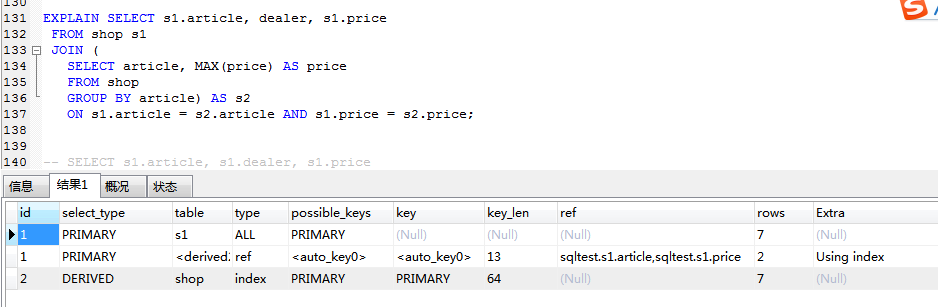 130
131 EXPLAIN SELECT s1.article, dealer, s1.price
132 FROM shop s1
133 JOIN (
134 SELECT article, MAX(price) AS price
135 FROM shop
136 GROUP BY article) AS s2
137 ON s1.article = s2.article AND s1.price = s2.price;
138
139
140 -- SELECT s1.article, s1.dealer, s1.price
信息 结果1 概况 状态
id select_type table type possible_keys key key_len ref rows Extra
1 PRIMARY s1 ALL PRIMARY (Null) (Null) (Null) 7 (Null)
1 PRIMARY <derived2 ref <auto_key0> <auto_key0> 13 sqltest.s1.article,sqltest.s1.price 2 Using index
2 DERIVED shop index PRIMARY PRIMARY 64 (Null) 7 (Null)